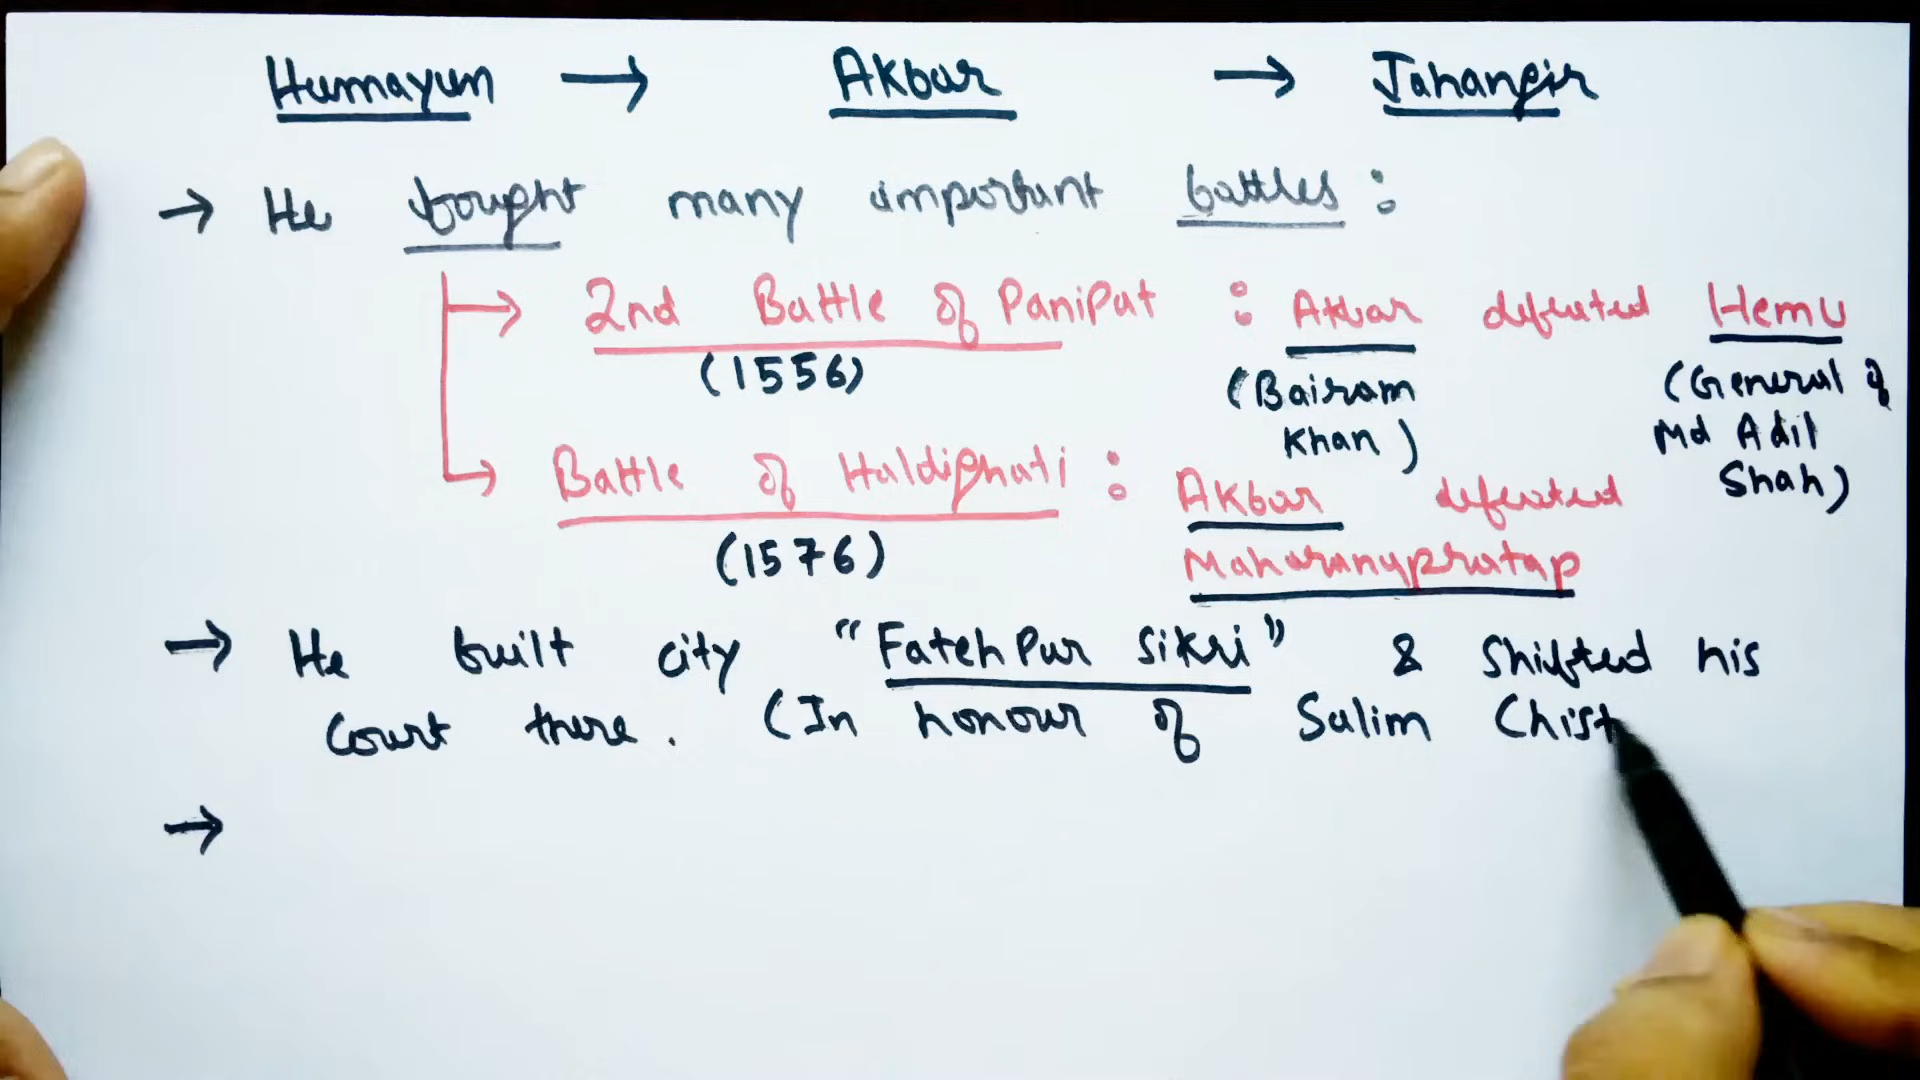 Humayun → Akbar → Jahangir
→ He fought many important battles :
→ 2nd Battle of Panipat : Akbar defeated Hemu
(1556) (Bairam Khan) (General of Md Adil Shah)
→ Battle of Haldighati : Akbar defeated
(1576) Maharanapratap
→ He built city "Fatehpur Sikri" & shifted his
court there. (In honour of Salim Chist
→